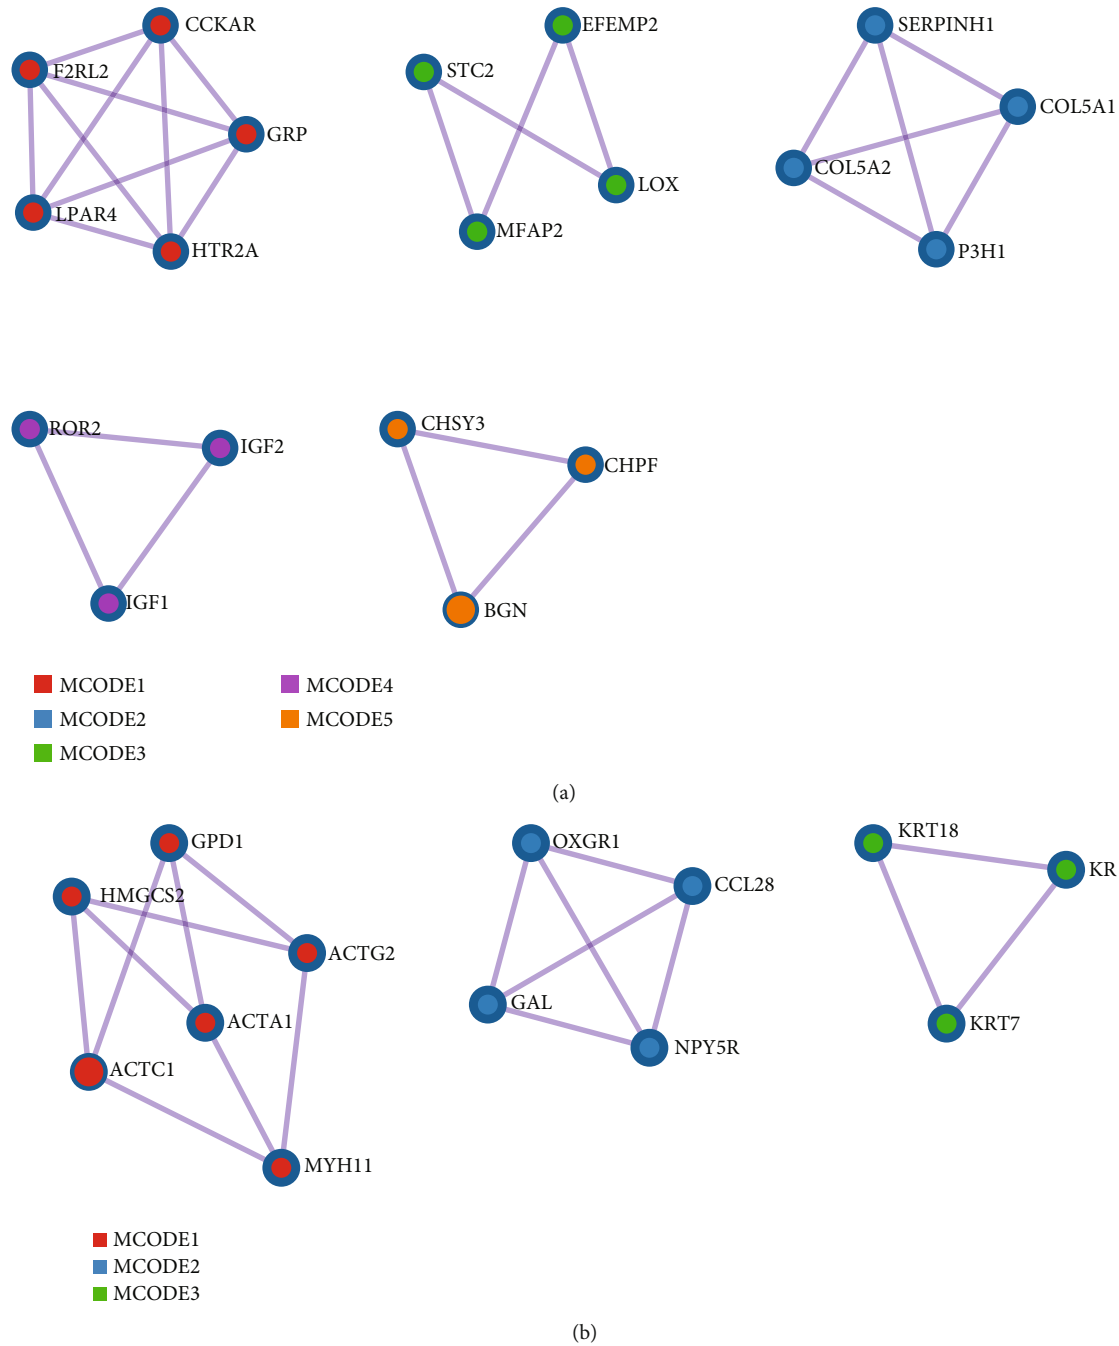 CCKAR
F2RL2
GRP
LPAR4
HTR2A
EFEMP2
STC2
LOX
MFAP2
SERPINH1
COL5A1
COL5A2
P3H1
ROR2
IGF2
IGF1
CHSY3
CHPF
BGN
MCODE1
MCODE2
MCODE3
MCODE4
MCODE5
(a)
GPD1
HMGCS2
ACTG2
ACTA1
ACTC1
MYH11
OXGR1
CCL28
GAL
NPY5R
KRT18
KR
KRT7
MCODE1
MCODE2
MCODE3
(b)